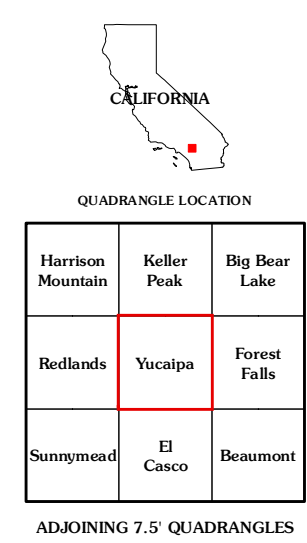 CALIFORNIA
QUADRANGLE LOCATION
Harrison
Mountain
Keller
Peak
Big Bear
Lake
Redlands
Yucaipa
Forest
Falls
Sunnymead
El
Casco
Beaumont
ADJOINING 7.5' QUADRANGLES